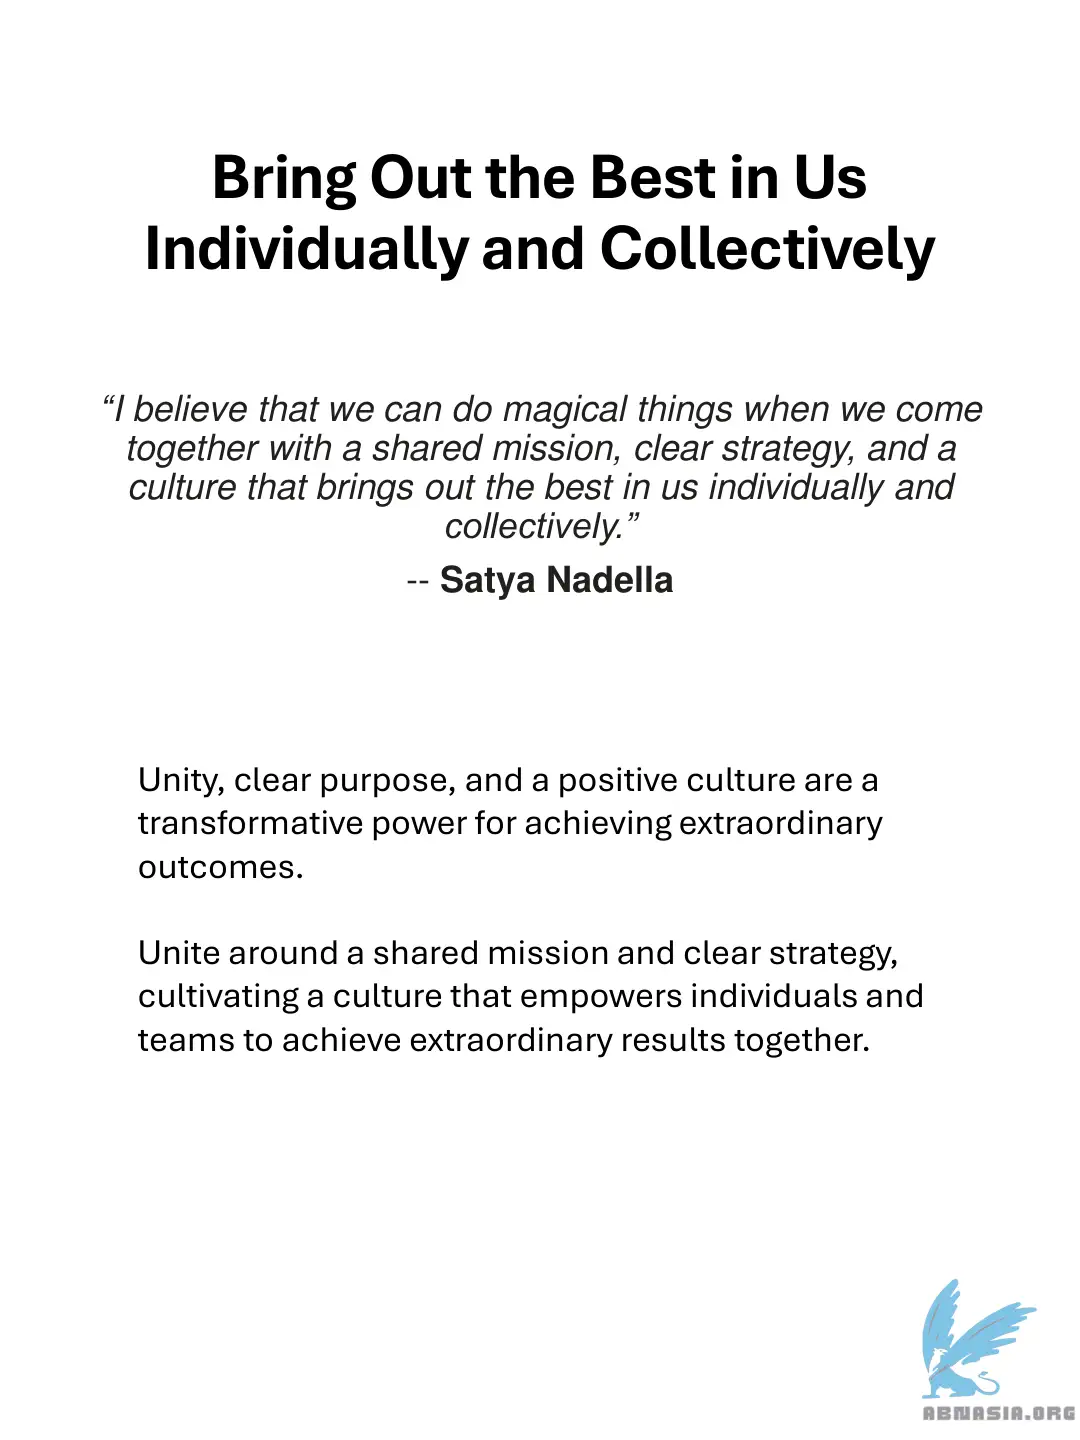 Bring Out the Best in Us
Individually and Collectively
“I believe that we can do magical things when we come
together with a shared mission, clear strategy, and a
culture that brings out the best in us individually and
collectively.”
-- Satya Nadella
Unity, clear purpose, and a positive culture are a
transformative power for achieving extraordinary
outcomes.
Unite around a shared mission and clear strategy,
cultivating a culture that empowers individuals and
teams to achieve extraordinary results together.
ABNASIA.ORG